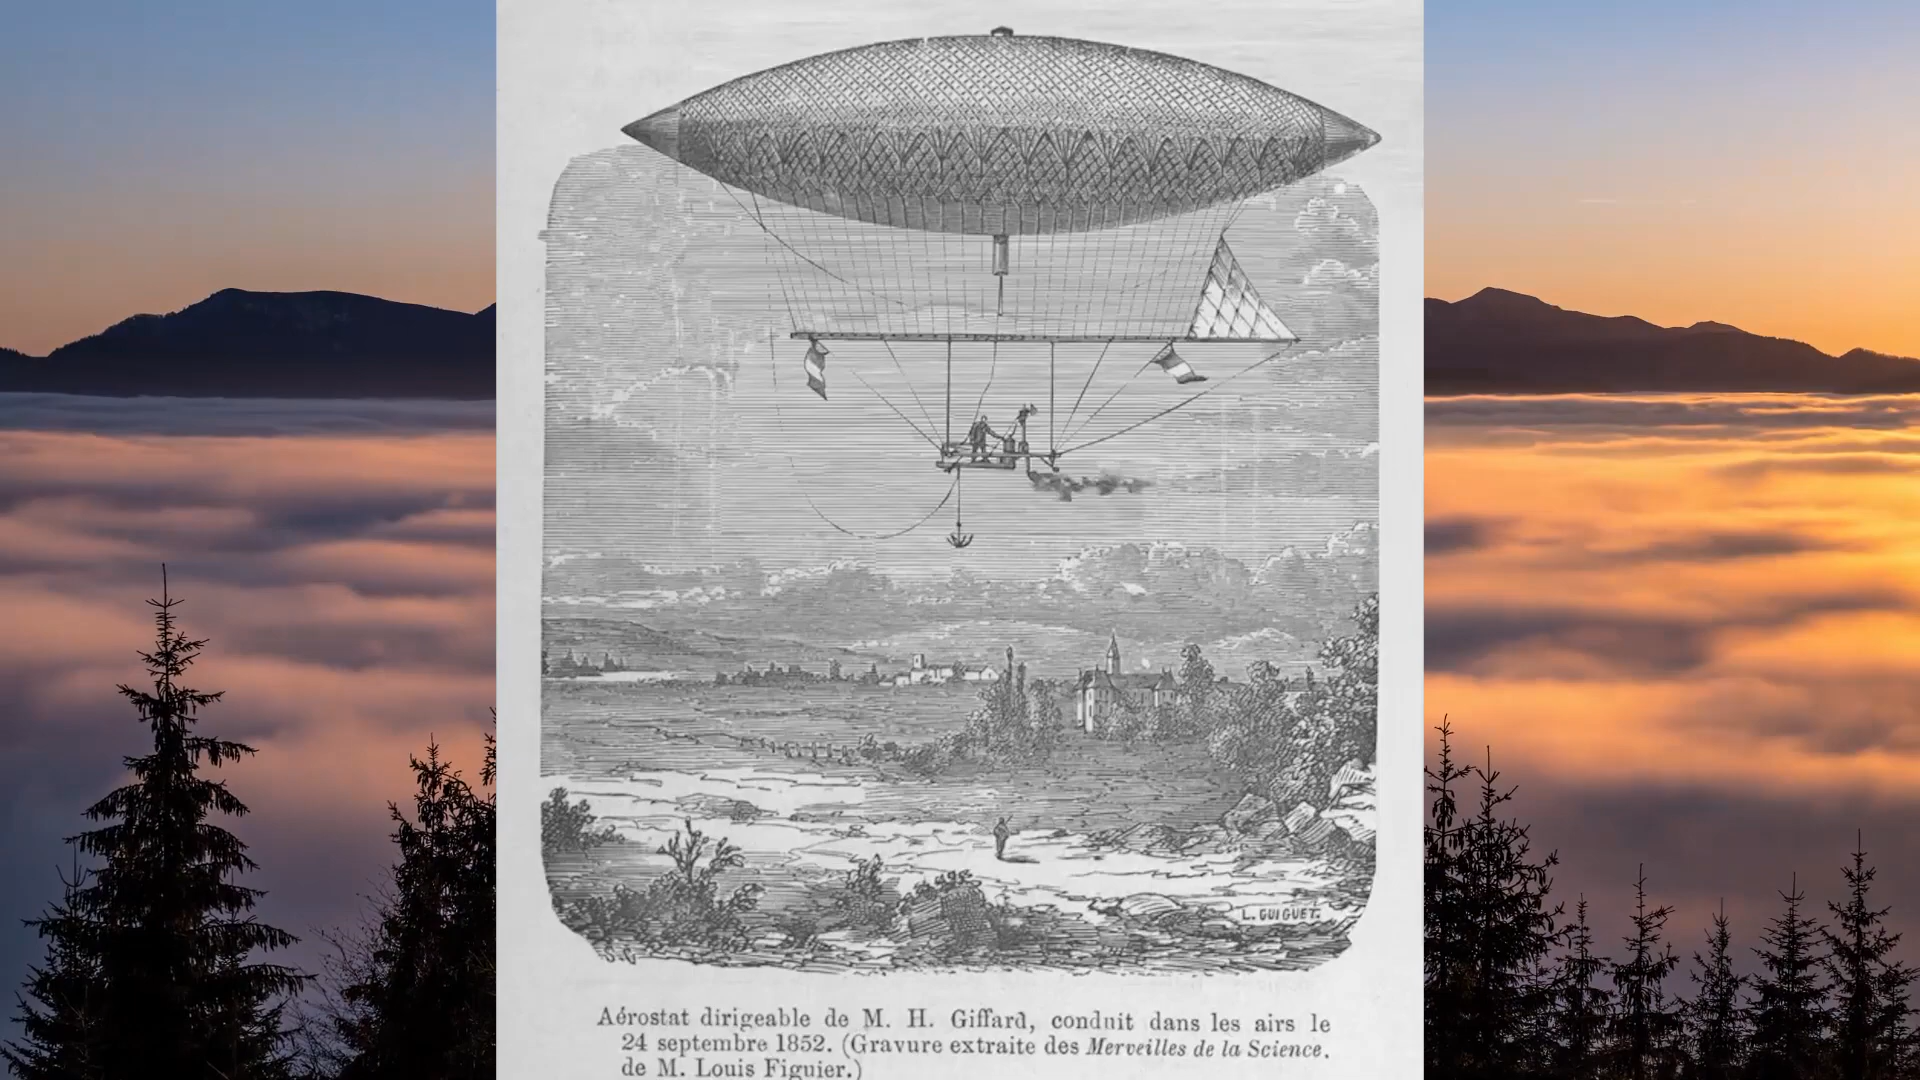 L. GUIGUET.
S.G
Aérostat dirigeable de M. H. Giffard, conduit dans les airs le
24 septembre 1852. (Gravure extraite des Merveilles de la Science.
de M. Louis Figuier.)